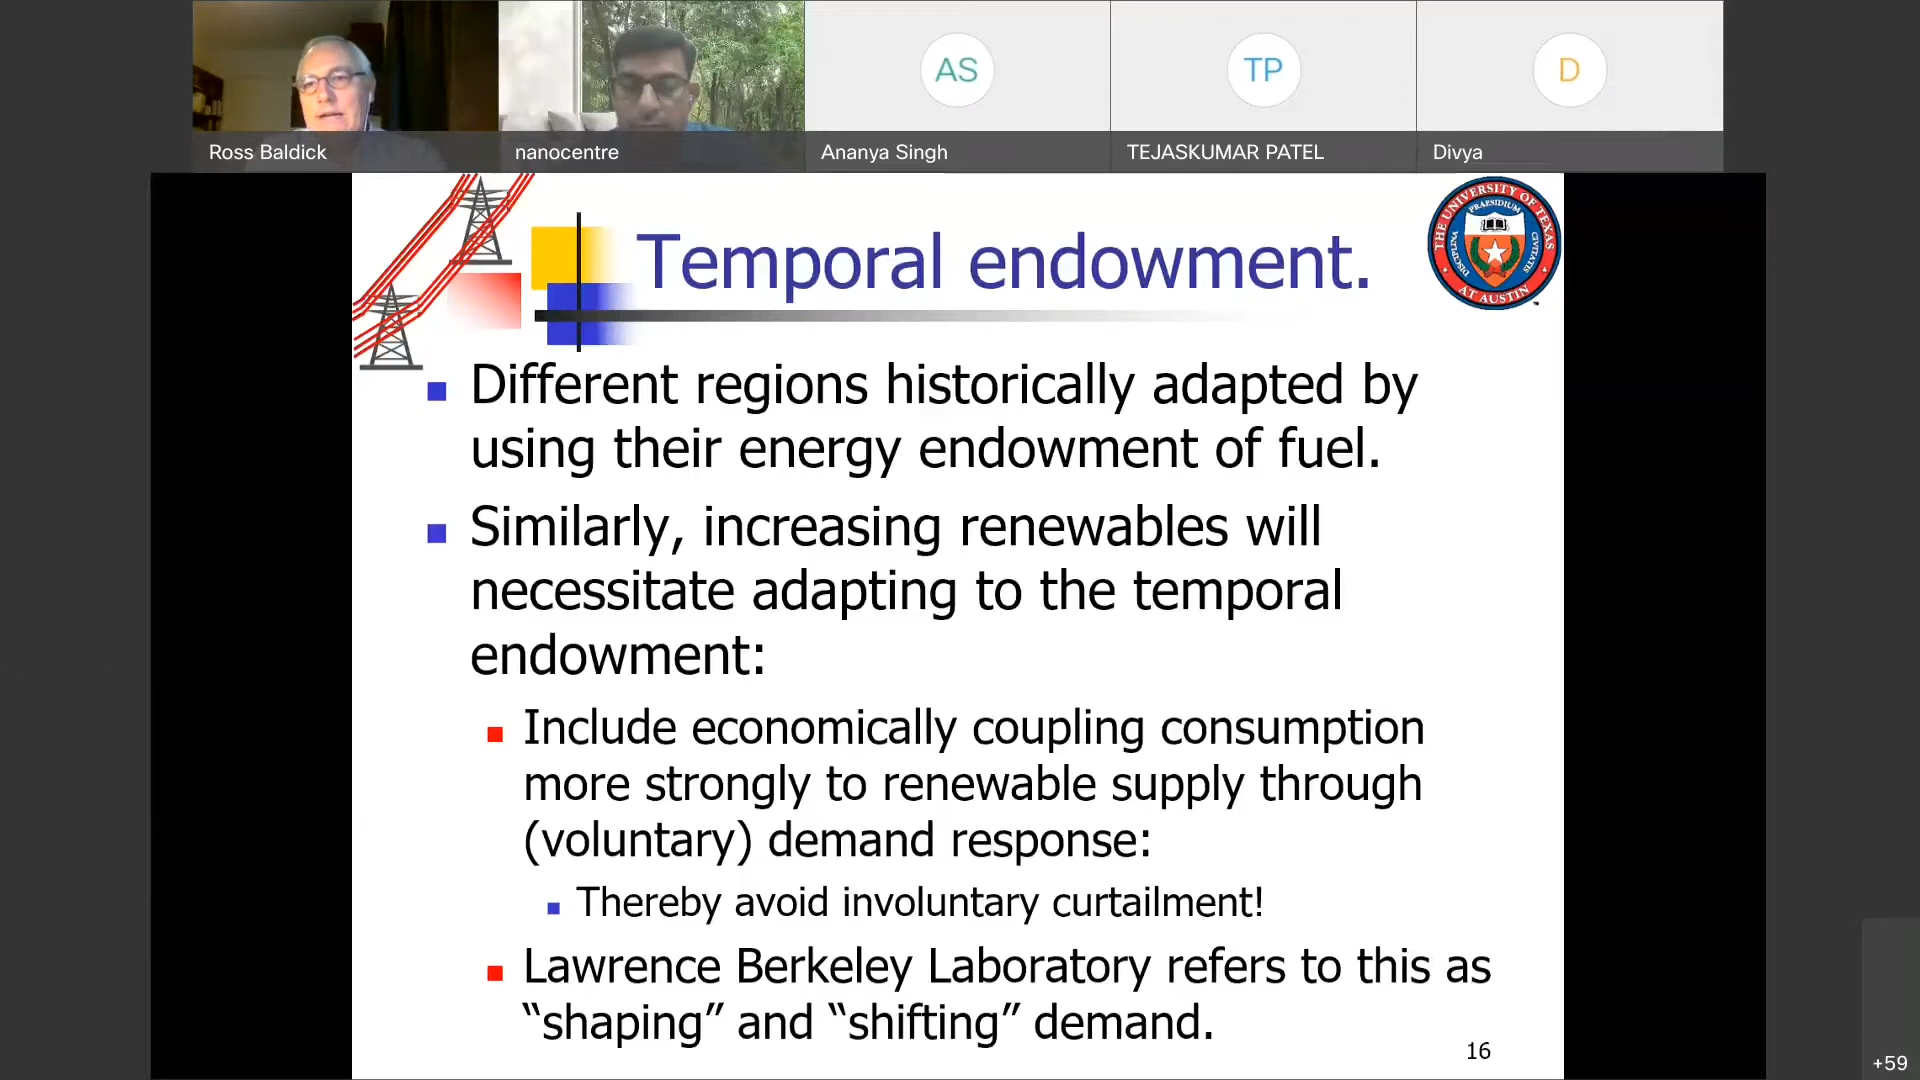 AS
TP
D
Ross Baldick
nanocentre
Ananya Singh
TEJASKUMAR PATEL
Divya
THE UNIVERSITY OF TEXAS
PRAESIDIUM
DISCIPLINA
CIVITATIS
AT AUSTIN
Temporal endowment.
Different regions historically adapted by
using their energy endowment of fuel.
Similarly, increasing renewables will
necessitate adapting to the temporal
endowment:
Include economically coupling consumption
more strongly to renewable supply through
(voluntary) demand response:
Thereby avoid involuntary curtailment!
Lawrence Berkeley Laboratory refers to this as
“shaping” and “shifting” demand.
16
+59